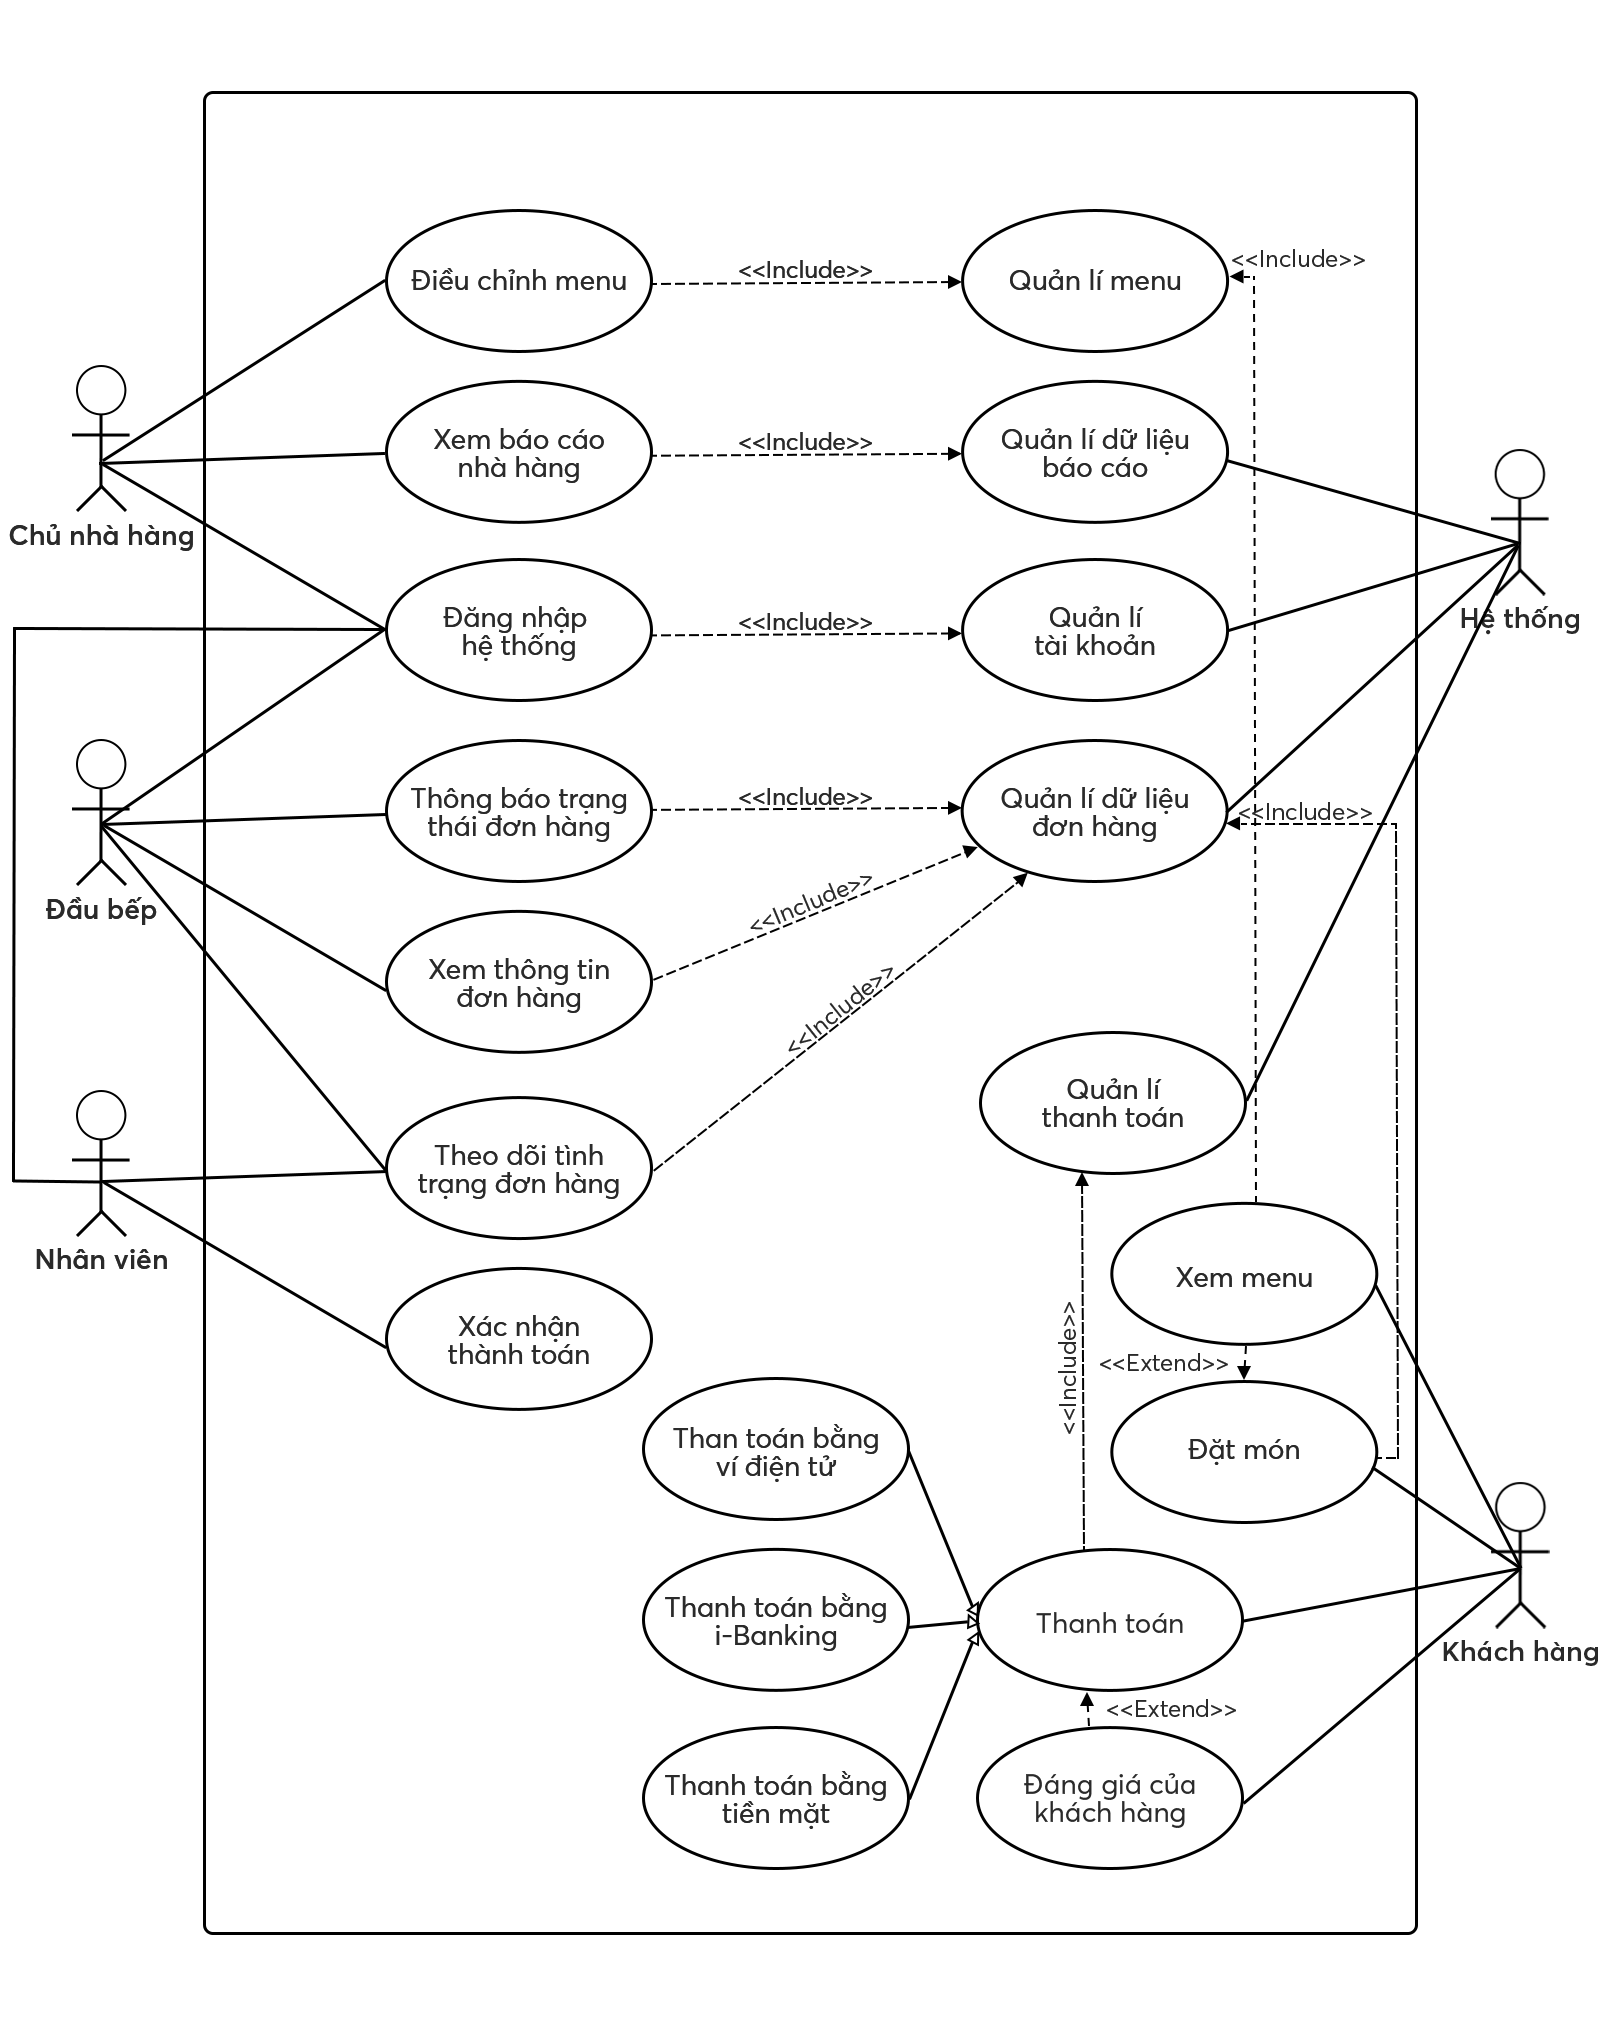 Điều chỉnh menu
<<Include>>
Quản lí menu
<<Include>>
Xem báo cáo
nhà hàng
<<Include>>
Quản lí dữ liệu
báo cáo
Chủ nhà hàng
Đăng nhập
hệ thống
<<Include>>
Quản lí
tài khoản
Hệ thống
Thông báo trạng
thái đơn hàng
<<Include>>
Quản lí dữ liệu
đơn hàng
<<Include>>
Đầu bếp
<<Include>>
Xem thông tin
đơn hàng
<<Include>>
Quản lí
thanh toán
Theo dõi tình
trạng đơn hàng
Nhân viên
Xem menu
Xác nhận
thành toán
<<Include>>
<<Extend>>
Than toán bằng
ví điện tử
Đặt món
Thanh toán bằng
i-Banking
Thanh toán
Khách hàng
<<Extend>>
Thanh toán bằng
tiền mặt
Đáng giá của
khách hàng